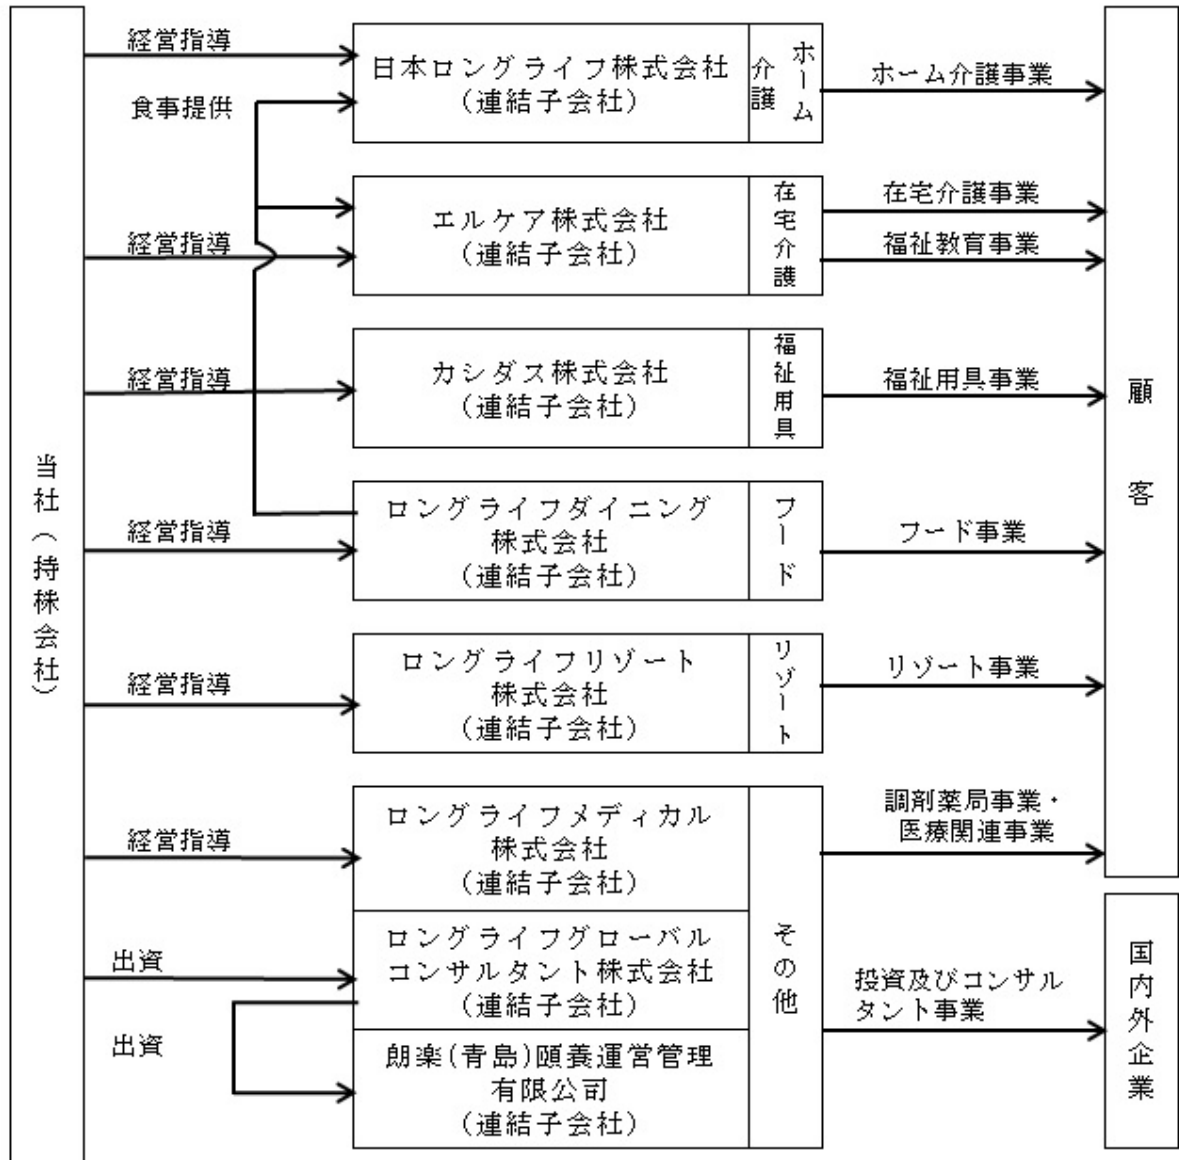 当社(持株会社)
経営指導
食事提供
日本ロングライフ株式会社
(連結子会社)
ホーム
介護
ホーム介護事業
経営指導
エルケア株式会社
(連結子会社)
在宅介護
在宅介護事業
福祉教育事業
経営指導
カシダス株式会社
(連結子会社)
福祉用具
福祉用具事業
経営指導
ロングライフダイニング
株式会社
(連結子会社)
フード
フード事業
経営指導
ロングライフリゾート
株式会社
(連結子会社)
リゾート
リゾート事業
経営指導
ロングライフメディカル
株式会社
(連結子会社)
調剤薬局事業・
医療関連事業
出資
ロングライフグローバル
コンサルタント株式会社
(連結子会社)
その他
投資及びコンサル
タント事業
出資
朗楽(青島)頤養運営管理
有限公司
(連結子会社)
顧客
国内外企業